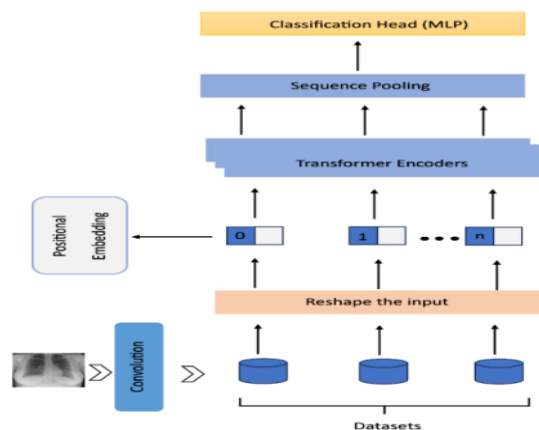 Classification Head (MLP)
Sequence Pooling
Transformer Encoders
0
1
n
Positional
Embedding
Reshape the input
Convolution
Datasets